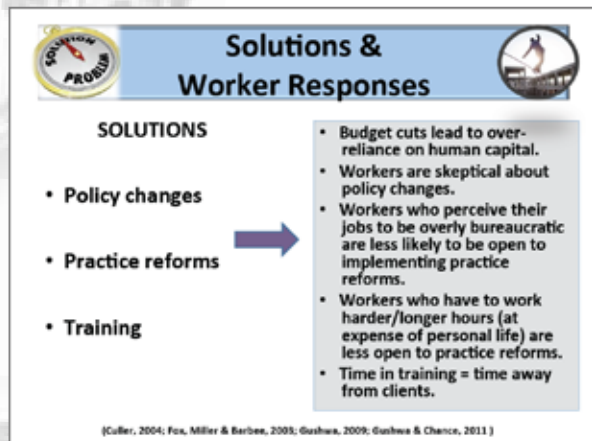 SOLUTION
PROBLEM
Solutions &
Worker Responses
SOLUTIONS
• Policy changes
• Practice reforms
• Training
• Budget cuts lead to over-
reliance on human capital.
• Workers are skeptical about
policy changes.
• Workers who perceive their
jobs to be overly bureaucratic
are less likely to be open to
implementing practice
reforms.
• Workers who have to work
harder/longer hours (at
expense of personal life) are
less open to practice reforms.
• Time in training = time away
from clients.
(Culler, 2004; Fox, Miller & Barbee, 2003; Gushwa, 2009; Gushwa & Chance, 2011 )